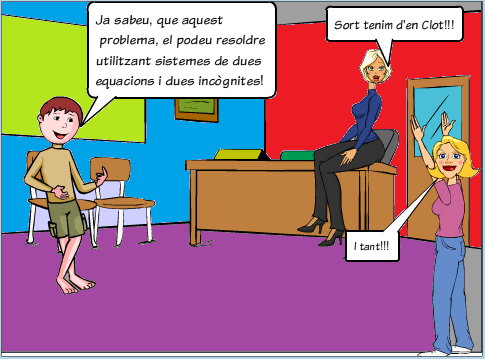 Ja sabeu, que aquest
problema, el podeu resoldre
utilitzant sistemes de dues
equacions i dues incògnites!
Sort tenim d'en Clot!!!
I tant!!!